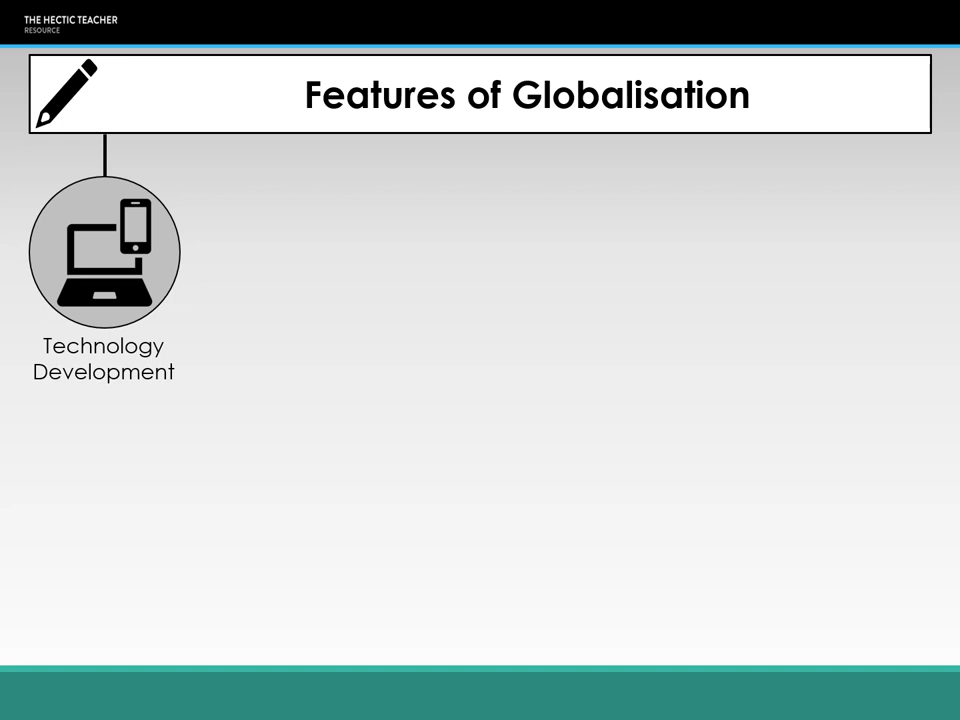 THE HECTIC TEACHER
RESOURCE
Features of Globalisation
Technology
Development